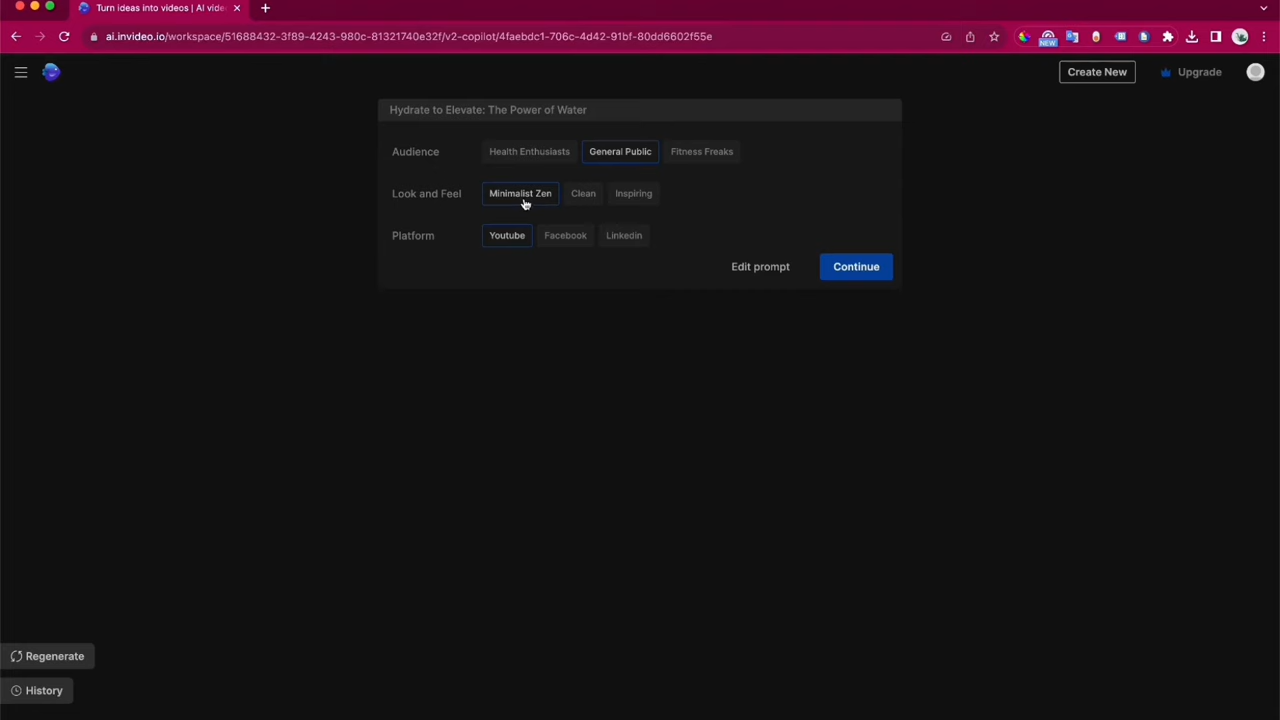 Turn ideas into videos | AI vide
ai.invideo.io/workspace/51688432-3f89-4243-980c-81321740e32f/v2-copilot/4faebdc1-706c-4d42-91bf-80dd6602f55e
NEW
Create New
Upgrade
Hydrate to Elevate: The Power of Water
Audience Health Enthusiasts General Public Fitness Freaks
Look and Feel Minimalist Zen Clean Inspiring
Platform Youtube Facebook Linkedin
Edit prompt Continue
Regenerate
History